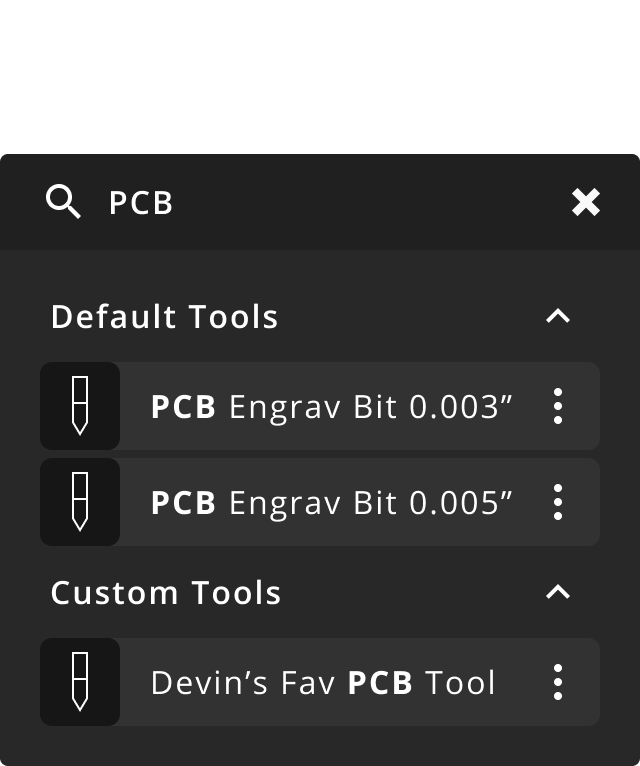 PCB
Default Tools
PCB Engrav Bit 0.003”
PCB Engrav Bit 0.005”
Custom Tools
Devin’s Fav PCB Tool